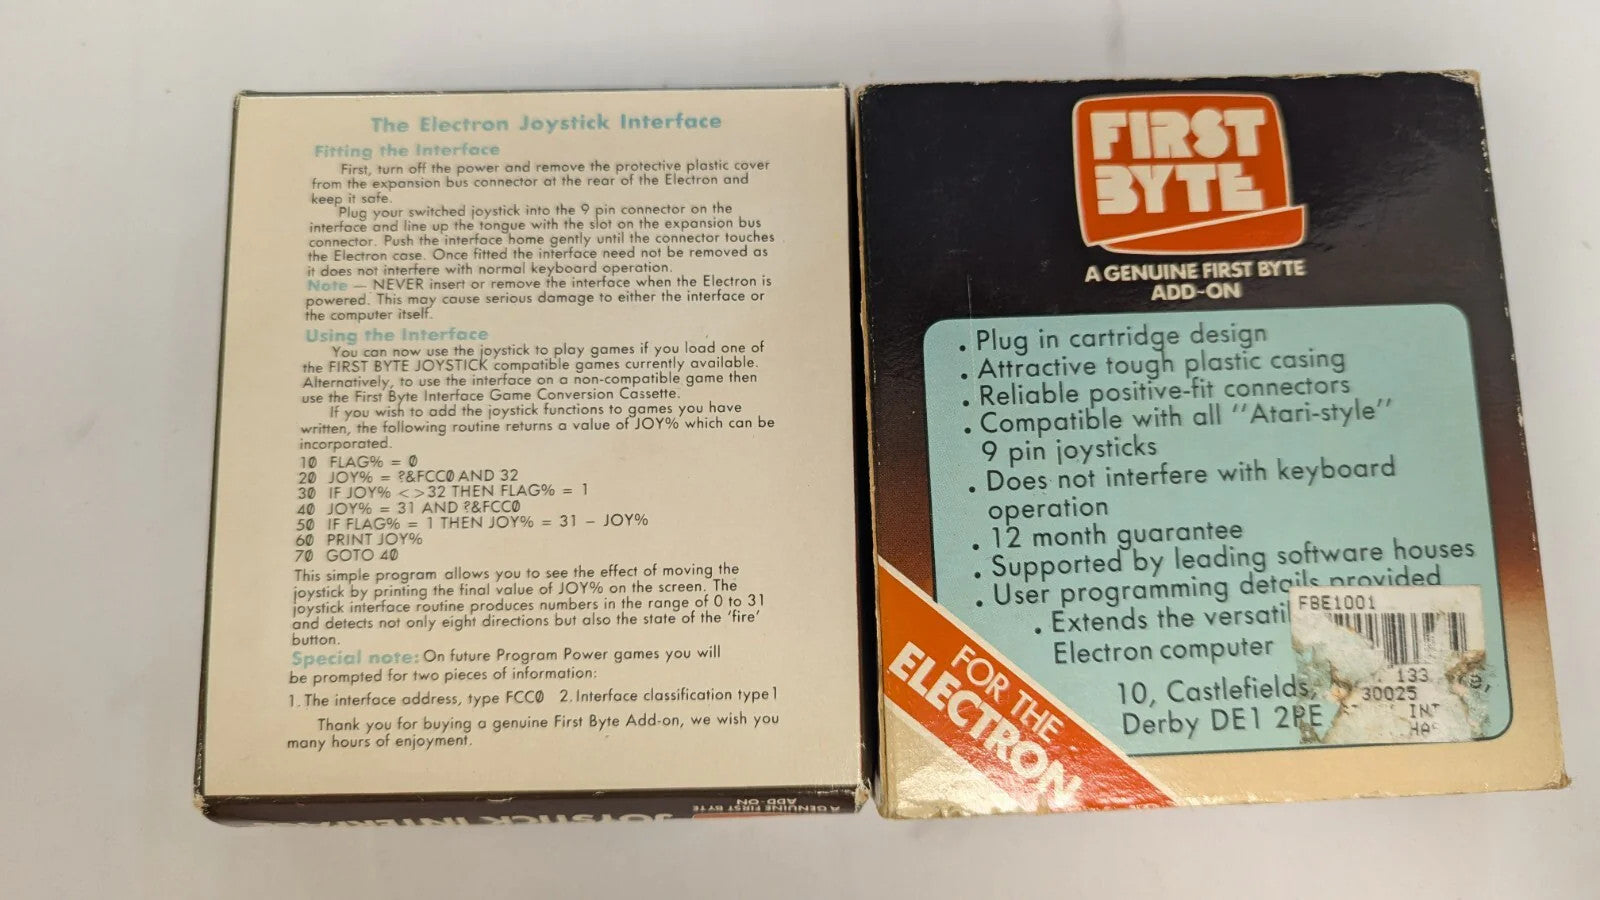 The Electron Joystick Interface
Fitting the Interface
First, turn off the power and remove the protective plastic cover
from the expansion bus connector at the rear of the Electron and
keep it safe.
Plug your switched joystick into the 9 pin connector on the
interface and line up the tongue with the slot on the expansion bus
connector. Push the interface home gently until the connector touches
the Electron case. Once fitted the interface need not be removed as
it does not interfere with normal keyboard operation.
Note — NEVER insert or remove the interface when the Electron is
powered. This may cause serious damage to either the interface or
the computer itself.
Using the Interface
You can now use the joystick to play games if you load one of
the FIRST BYTE JOYSTICK compatible games currently available.
Alternatively, to use the interface on a non-compatible game then
use the First Byte Interface Game Conversion Cassette.
If you wish to add the joystick functions to games you have
written, the following routine returns a value of JOY% which can be
incorporated.
10 FLAG% = 0
20 JOY% = ?&FCC0 AND 32
30 IF JOY% <>32 THEN FLAG% = 1
40 JOY% = 31 AND ?&FCC0
50 IF FLAG% = 1 THEN JOY% = 31 – JOY%
60 PRINT JOY%
70 GOTO 40
This simple program allows you to see the effect of moving the
joystick by printing the final value of JOY% on the screen. The
joystick interface routine produces numbers in the range of 0 to 31
and detects not only eight directions but also the state of the 'fire'
button.
Special note: On future Program Power games you will
be prompted for two pieces of information:
1. The interface address, type FCC0 2. Interface classification type 1
Thank you for buying a genuine First Byte Add-on, we wish you
many hours of enjoyment.
A GENUINE FIRST BYTE
ADD-ON
JOYSTICK INTERFACE
FIRST
BYTE
A GENUINE FIRST BYTE
ADD-ON
• Plug in cartridge design
• Attractive tough plastic casing
• Reliable positive-fit connectors
• Compatible with all "Atari-style"
9 pin joysticks
• Does not interfere with keyboard
operation
• 12 month guarantee
• Supported by leading software houses
• User programming details provided
• Extends the
Electron computer
10, Castlefields,
Derby DE1 2PE
FBE1001
133
30025
INT
FOR THE
ELECTRON